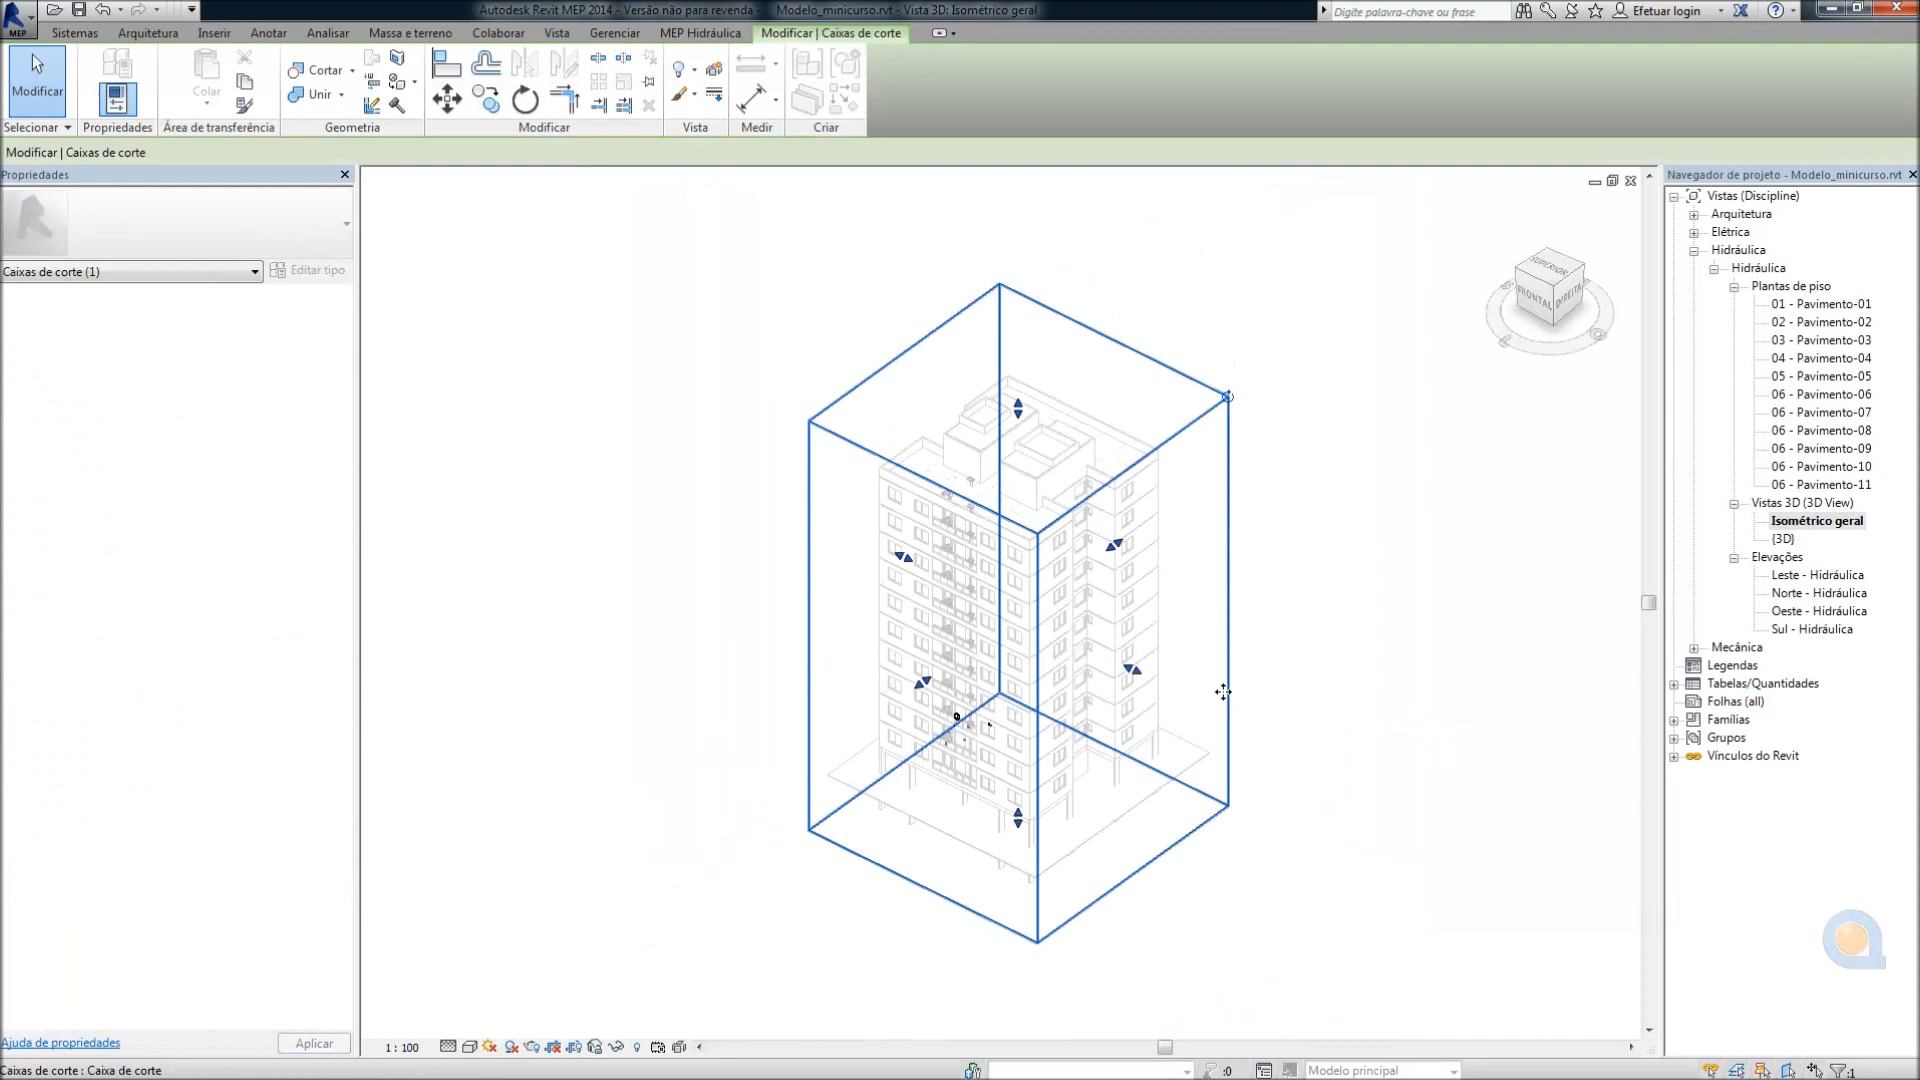 Autodesk Revit MEP 2014 - Versão não para revenda - Modelo_minicurso.rvt - Vista 3D: Isométrico geral
Digite palavra-chave ou frase
Efetuar login
MEP
Sistemas Arquitetura Inserir Anotar Analisar Massa e terreno Colaborar Vista Gerenciar MEP Hidráulica Modificar | Caixas de corte
Modificar
Colar
Cortar
Unir
Selecionar Propriedades Área de transferência Geometria Modificar Vista Medir Criar
Modificar | Caixas de corte
Propriedades
Caixas de corte (1)
Editar tipo
Ajuda de propriedades
Aplicar
SUPERIOR
FRONTAL
DIREITA
1 : 100
Navegador de projeto - Modelo_minicurso.rvt
Vistas (Discipline)
Arquitetura
Elétrica
Hidráulica
Hidráulica
Plantas de piso
01 - Pavimento-01
02 - Pavimento-02
03 - Pavimento-03
04 - Pavimento-04
05 - Pavimento-05
06 - Pavimento-06
06 - Pavimento-07
06 - Pavimento-08
06 - Pavimento-09
06 - Pavimento-10
06 - Pavimento-11
Vistas 3D (3D View)
Isométrico geral
{3D}
Elevações
Leste - Hidráulica
Norte - Hidráulica
Oeste - Hidráulica
Sul - Hidráulica
Mecânica
Legendas
Tabelas/Quantidades
Folhas (all)
Famílias
Grupos
Vínculos do Revit
Caixas de corte : Caixa de corte
:0
Modelo principal
:1